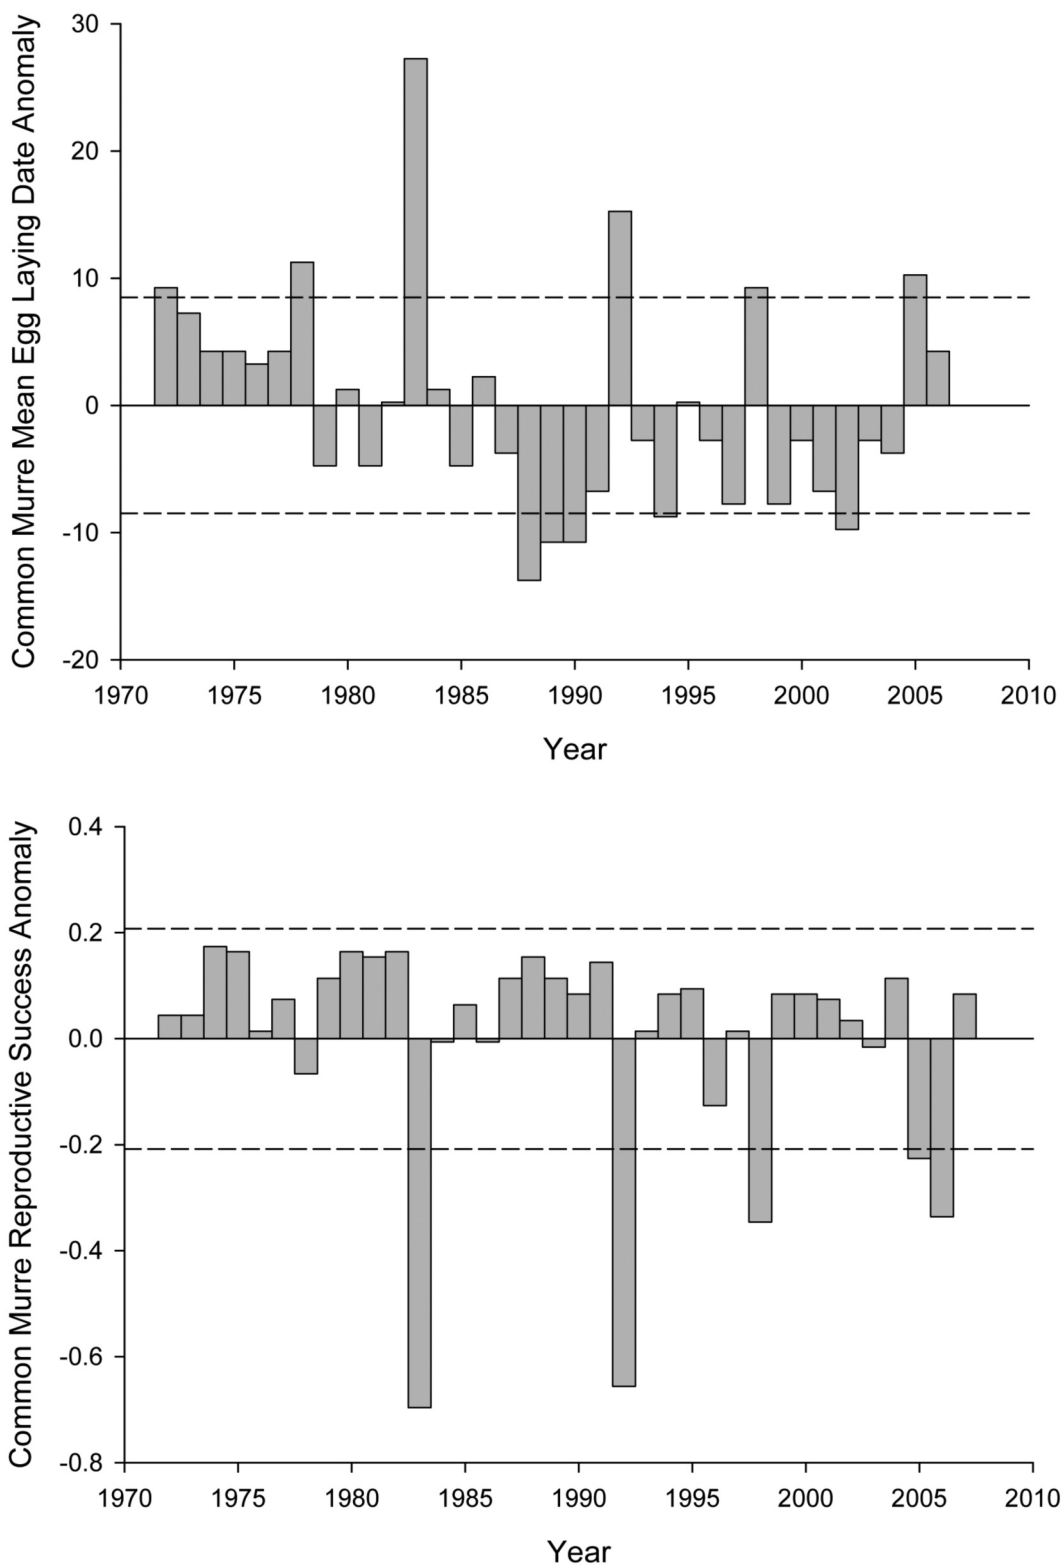 Common Murre Mean Egg Laying Date Anomaly
30
20
10
0
-10
-20
1970 1975 1980 1985 1990 1995 2000 2005 2010
Year
Common Murre Reproductive Success Anomaly
0.4
0.2
0.0
-0.2
-0.4
-0.6
-0.8
1970 1975 1980 1985 1990 1995 2000 2005 2010
Year